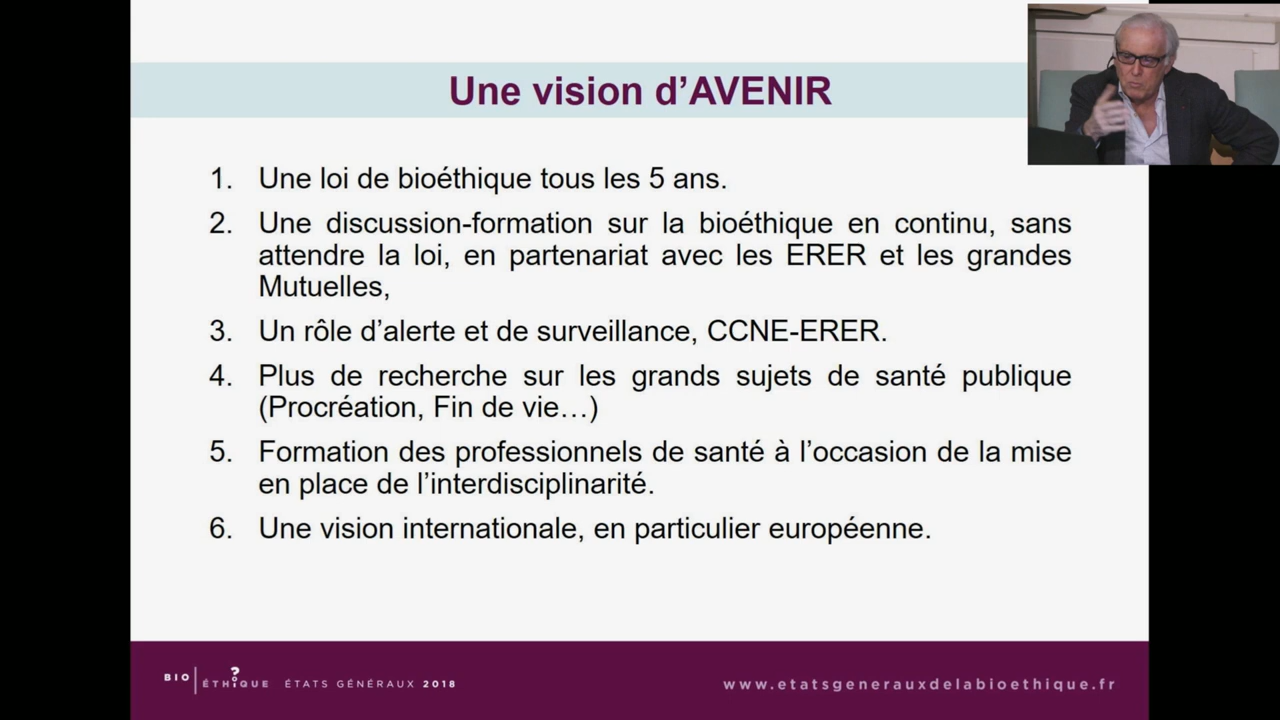 Une vision d’AVENIR
1. Une loi de bioéthique tous les 5 ans.
2. Une discussion-formation sur la bioéthique en continu, sans
attendre la loi, en partenariat avec les ERER et les grandes
Mutuelles,
3. Un rôle d’alerte et de surveillance, CCNE-ERER.
4. Plus de recherche sur les grands sujets de santé publique
(Procréation, Fin de vie…)
5. Formation des professionnels de santé à l’occasion de la mise
en place de l’interdisciplinarité.
6. Une vision internationale, en particulier européenne.
BIO ÉTHIQUE ? ÉTATS GÉNÉRAUX 2018
www.etatsgenerauxdelabioethique.fr